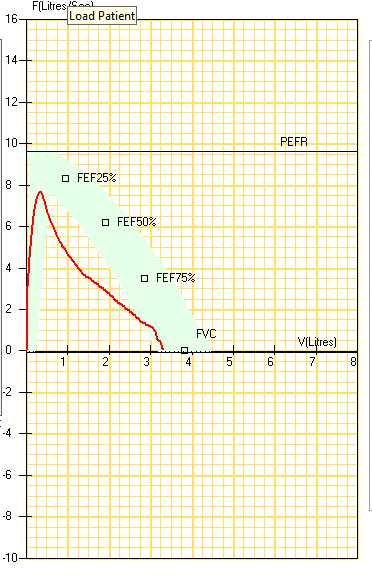 F(Litres/Sec)
Load Patient
16
14
12
10
PEFR
8
FEF25%
6
FEF50%
4
FEF75%
2
FVC
V(Litres)
0
1 2 3 4 5 6 7 8
-2
-4
-6
-8
-10